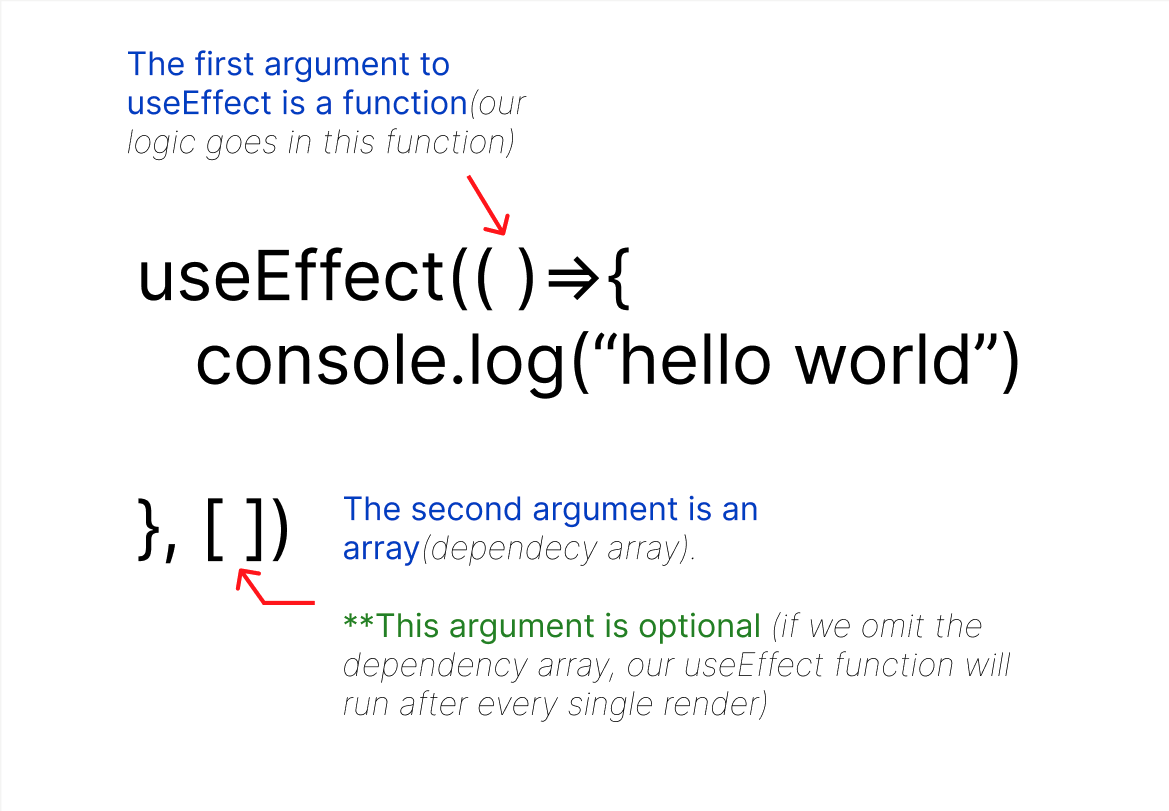 The first argument to
useEffect is a function(our
logic goes in this function)
useEffect(( )=>{
console.log(“hello world”)
}, [ ])
The second argument is an
array(dependecy array).
**This argument is optional (if we omit the
dependency array, our useEffect function will
run after every single render)